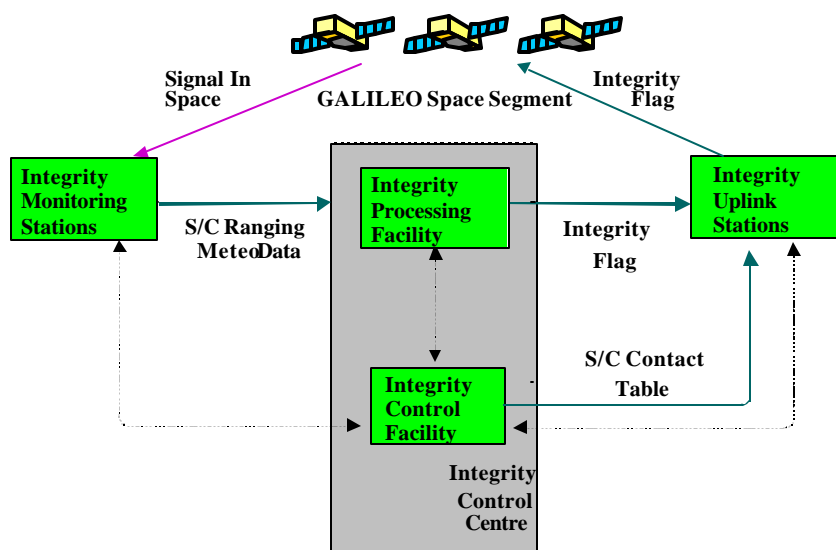 Signal In
Space
GALILEO Space Segment
Integrity
Flag
Integrity
Monitoring
Stations
S/C Ranging
MeteoData
Integrity
Processing
Facility
Integrity
Flag
Integrity
Uplink
Stations
S/C Contact
Table
Integrity
Control
Facility
Integrity
Control
Centre